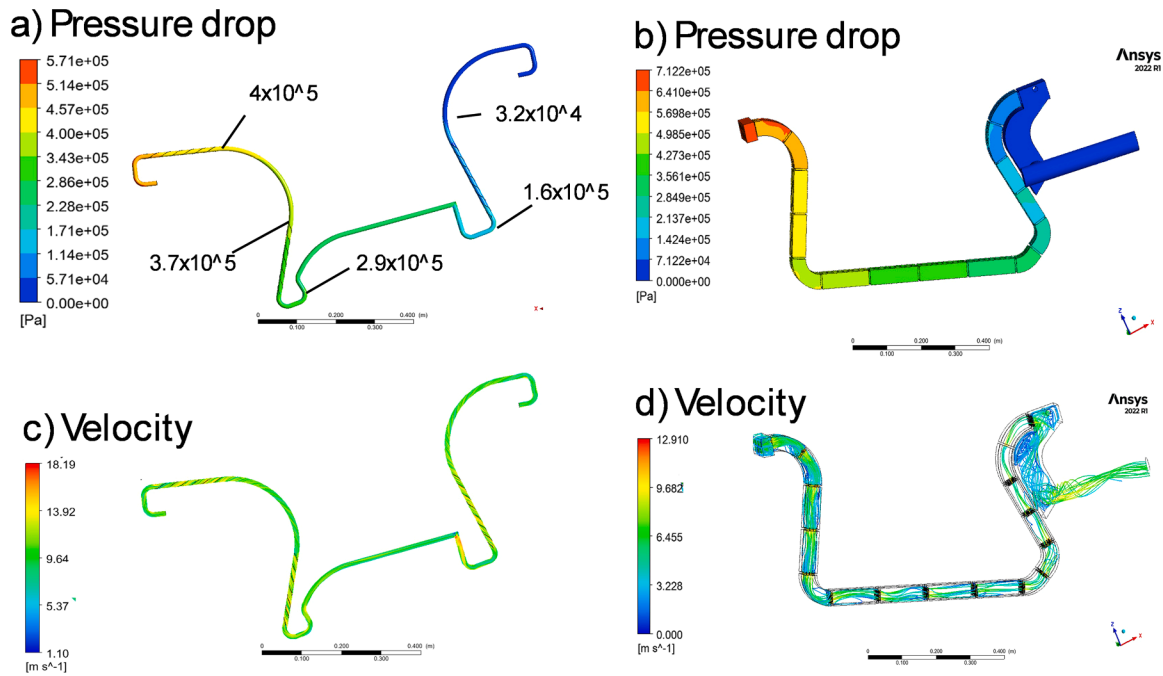 a) Pressure drop
5.71e+05
5.14e+05
4.57e+05
4.00e+05
3.43e+05
2.86e+05
2.28e+05
1.71e+05
1.14e+05
5.71e+04
0.00e+00
[Pa]
4x10^5
3.2x10^4
1.6x10^5
3.7x10^5
2.9x10^5
0
0.100
0.200
0.300
0.400
(m)
X
b) Pressure drop
Ansys
2022 R1
7.122e+05
6.410e+05
5.698e+05
4.985e+05
4.273e+05
3.561e+05
2.849e+05
2.137e+05
1.424e+05
7.122e+04
0.000e+00
[Pa]
0
0.100
0.200
0.300
0.400
(m)
Z
X
c) Velocity
18.19
13.92
9.64
5.37
1.10
[m s^-1]
0
0.100
0.200
0.300
0.400
(m)
d) Velocity
Ansys
2022 R1
12.910
9.682
6.455
3.228
0.000
[m s^-1]
0
0.100
0.200
0.300
0.400
(m)
Z
X